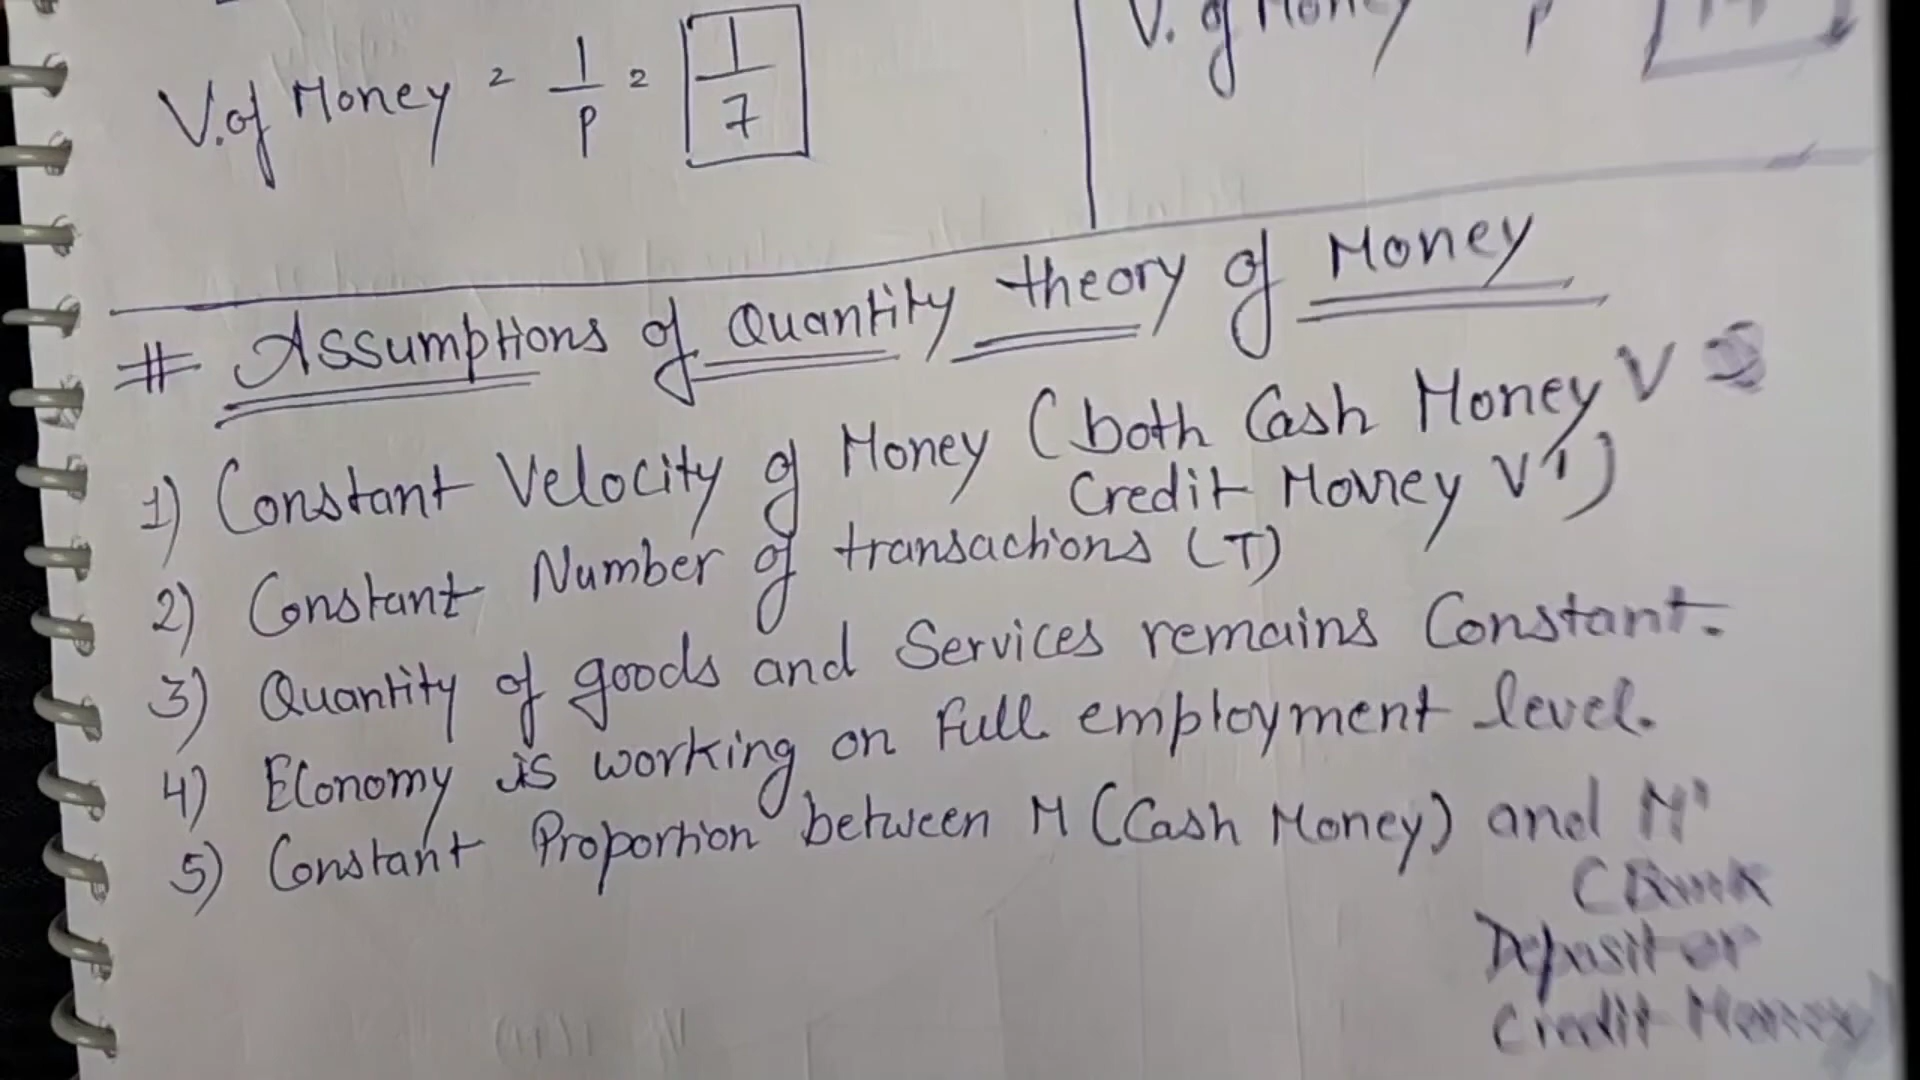 V. of Money = 1/P = 1/7
V. of Money P
# Assumptions of Quantity theory of Money
1) Constant Velocity of Money (both Cash Money V
Credit Money V')
2) Constant Number of transactions (T)
3) Quantity of goods and Services remains Constant.
4) Economy is working on Full employment level.
5) Constant Proportion between M (Cash Money) and M'
(Bank
Deposit or
Credit Money)